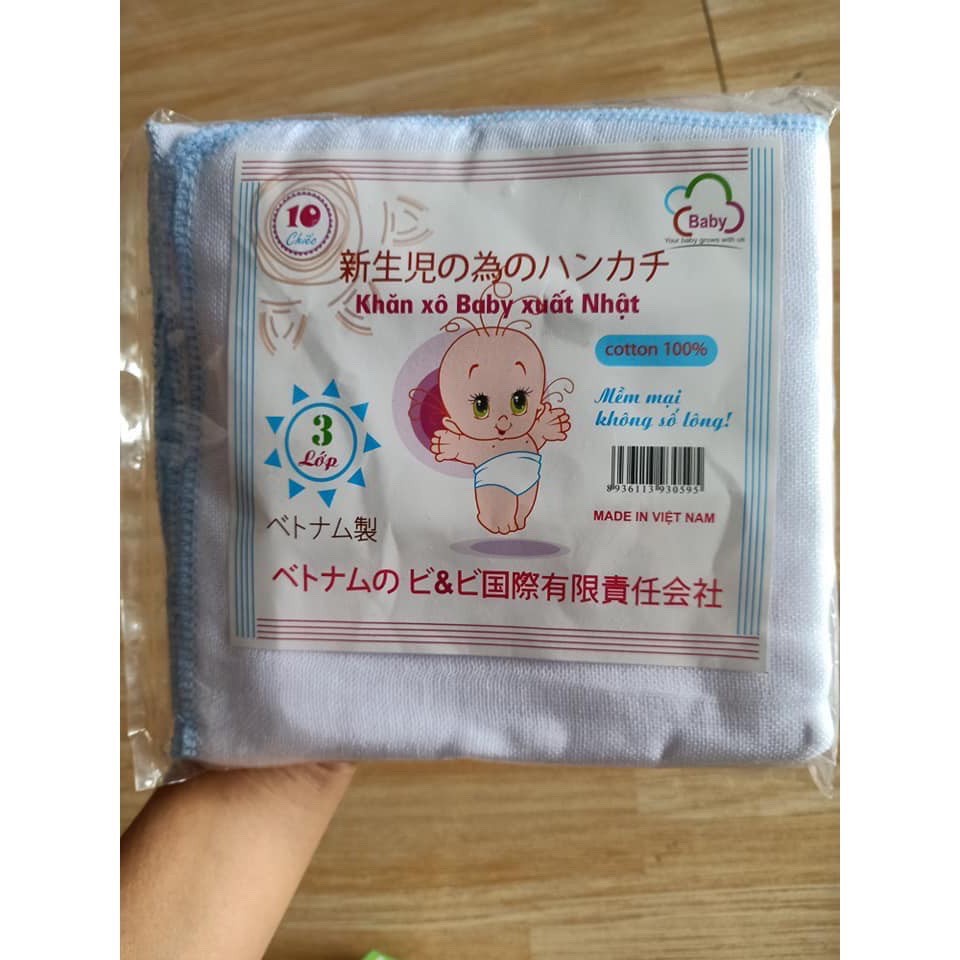 10
Chiếc
Baby
Your baby grows with us
新生児の為のハンカチ
Khăn xô Baby xuất Nhật
cotton 100%
Mềm mại
không sổ lông!
3
Lớp
8936113930595
MADE IN VIỆT NAM
ベトナム製
ベトナムの ビ&ビ国際有限責任会社